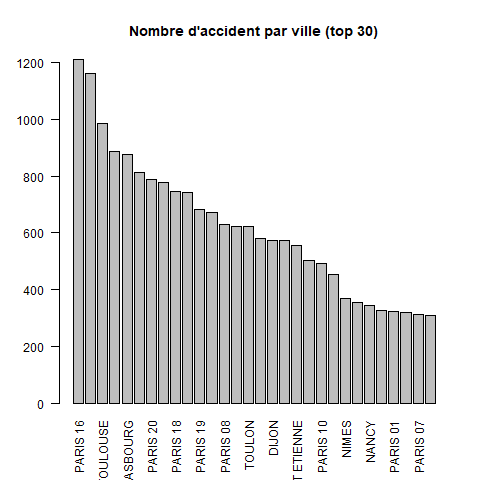 Nombre d'accident par ville (top 30)
1200
1000
800
600
400
200
0
PARIS 16
OULOUSE
ASBOURG
PARIS 20
PARIS 18
PARIS 19
PARIS 08
TOULON
DIJON
T ETIENNE
PARIS 10
NIMES
NANCY
PARIS 01
PARIS 07